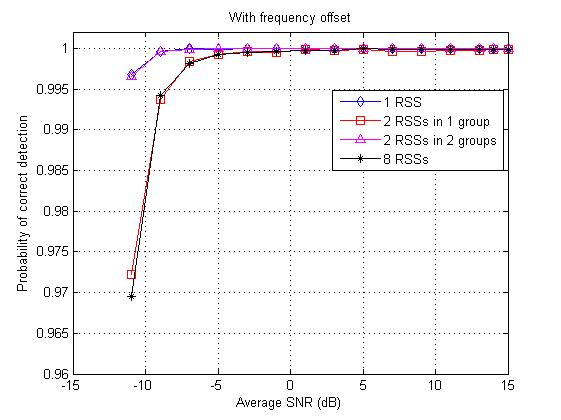 With frequency offset
Probability of correct detection
1
0.995
0.99
0.985
0.98
0.975
0.97
0.965
0.96
1 RSS
2 RSSs in 1 group
2 RSSs in 2 groups
8 RSSs
-15 -10 -5 0 5 10 15
Average SNR (dB)